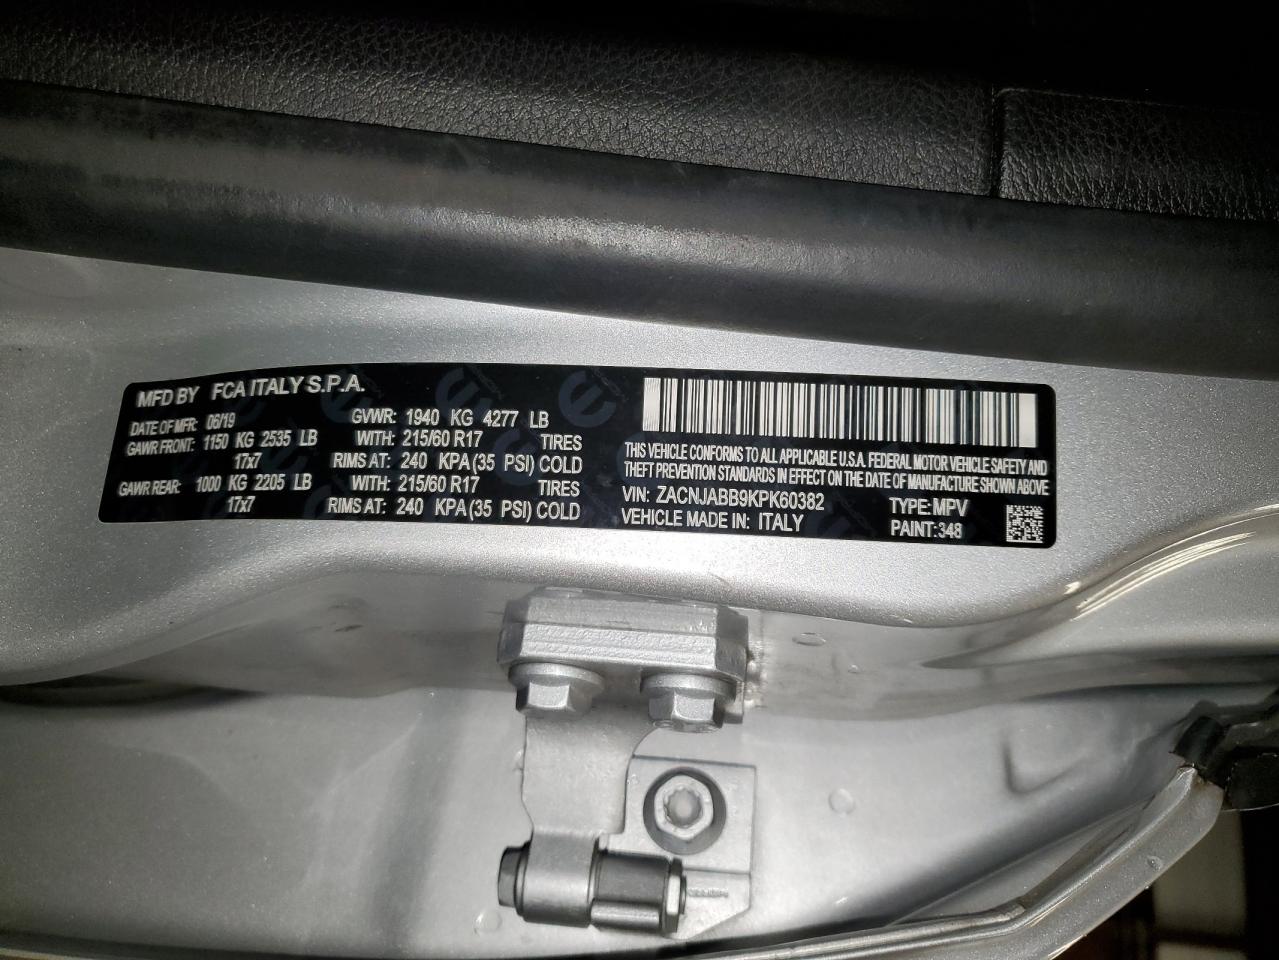 MFD BY FCA ITALY S.P.A.
DATE OF MFR: 06/19 GVWR: 1940 KG 4277 LB
GAWR FRONT: 1150 KG 2535 LB WITH: 215/60 R17 TIRES
17x7 RIMS AT: 240 KPA (35 PSI) COLD
GAWR REAR: 1000 KG 2205 LB WITH: 215/60 R17 TIRES
17x7 RIMS AT: 240 KPA (35 PSI) COLD
THIS VEHICLE CONFORMS TO ALL APPLICABLE U.S.A. FEDERAL MOTOR VEHICLE SAFETY AND
THEFT PREVENTION STANDARDS IN EFFECT ON THE DATE OF MANUFACTURE SHOWN ABOVE
VIN: ZACNJABB9KPK60382 TYPE: MPV
VEHICLE MADE IN: ITALY PAINT: 348